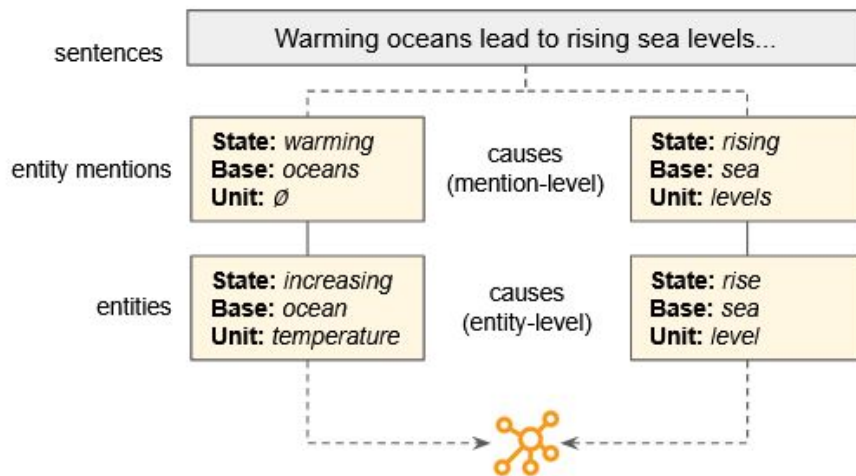 Warming oceans lead to rising sea levels...
sentences
entity mentions
State: warming
Base: oceans
Unit: Ø
causes
(mention-level)
State: rising
Base: sea
Unit: levels
entities
State: increasing
Base: ocean
Unit: temperature
causes
(entity-level)
State: rise
Base: sea
Unit: level